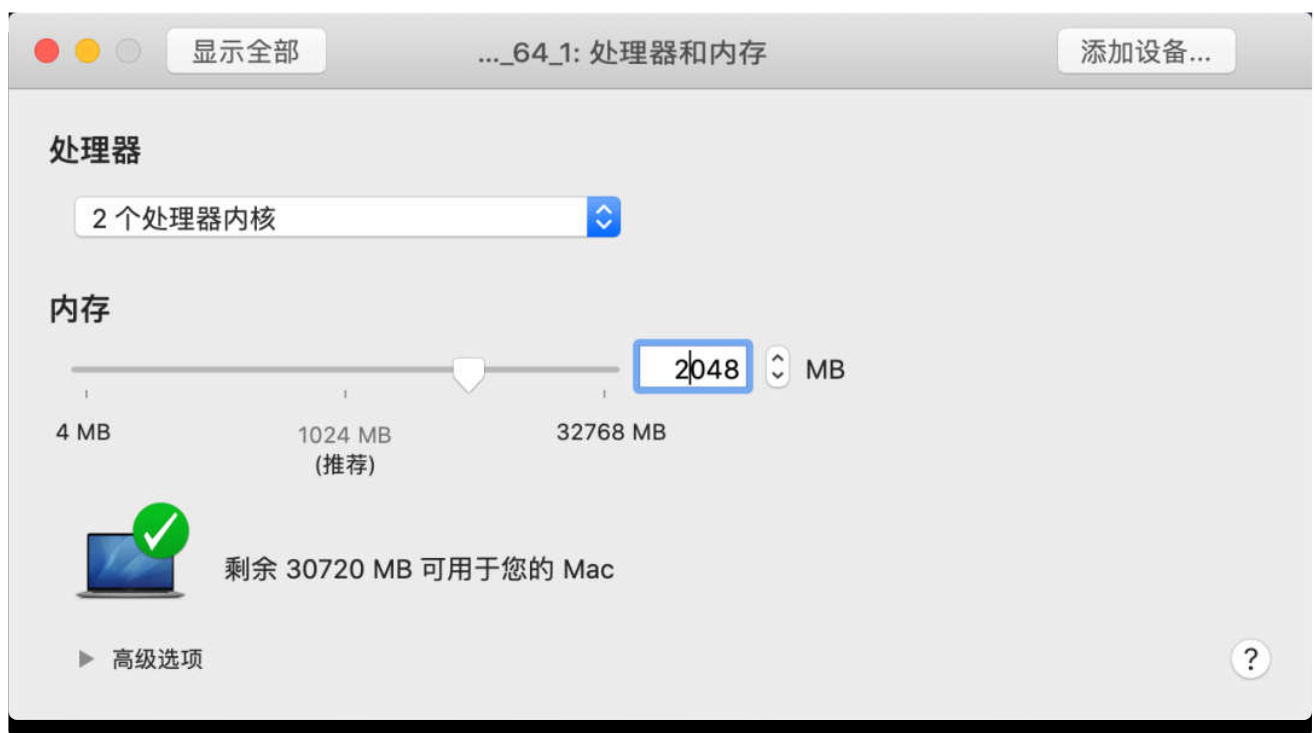 显示全部
..._64_1: 处理器和内存
添加设备...
处理器
2 个处理器内核
内存
2048
MB
4 MB
1024 MB
32768 MB
(推荐)
剩余 30720 MB 可用于您的 Mac
高级选项
?